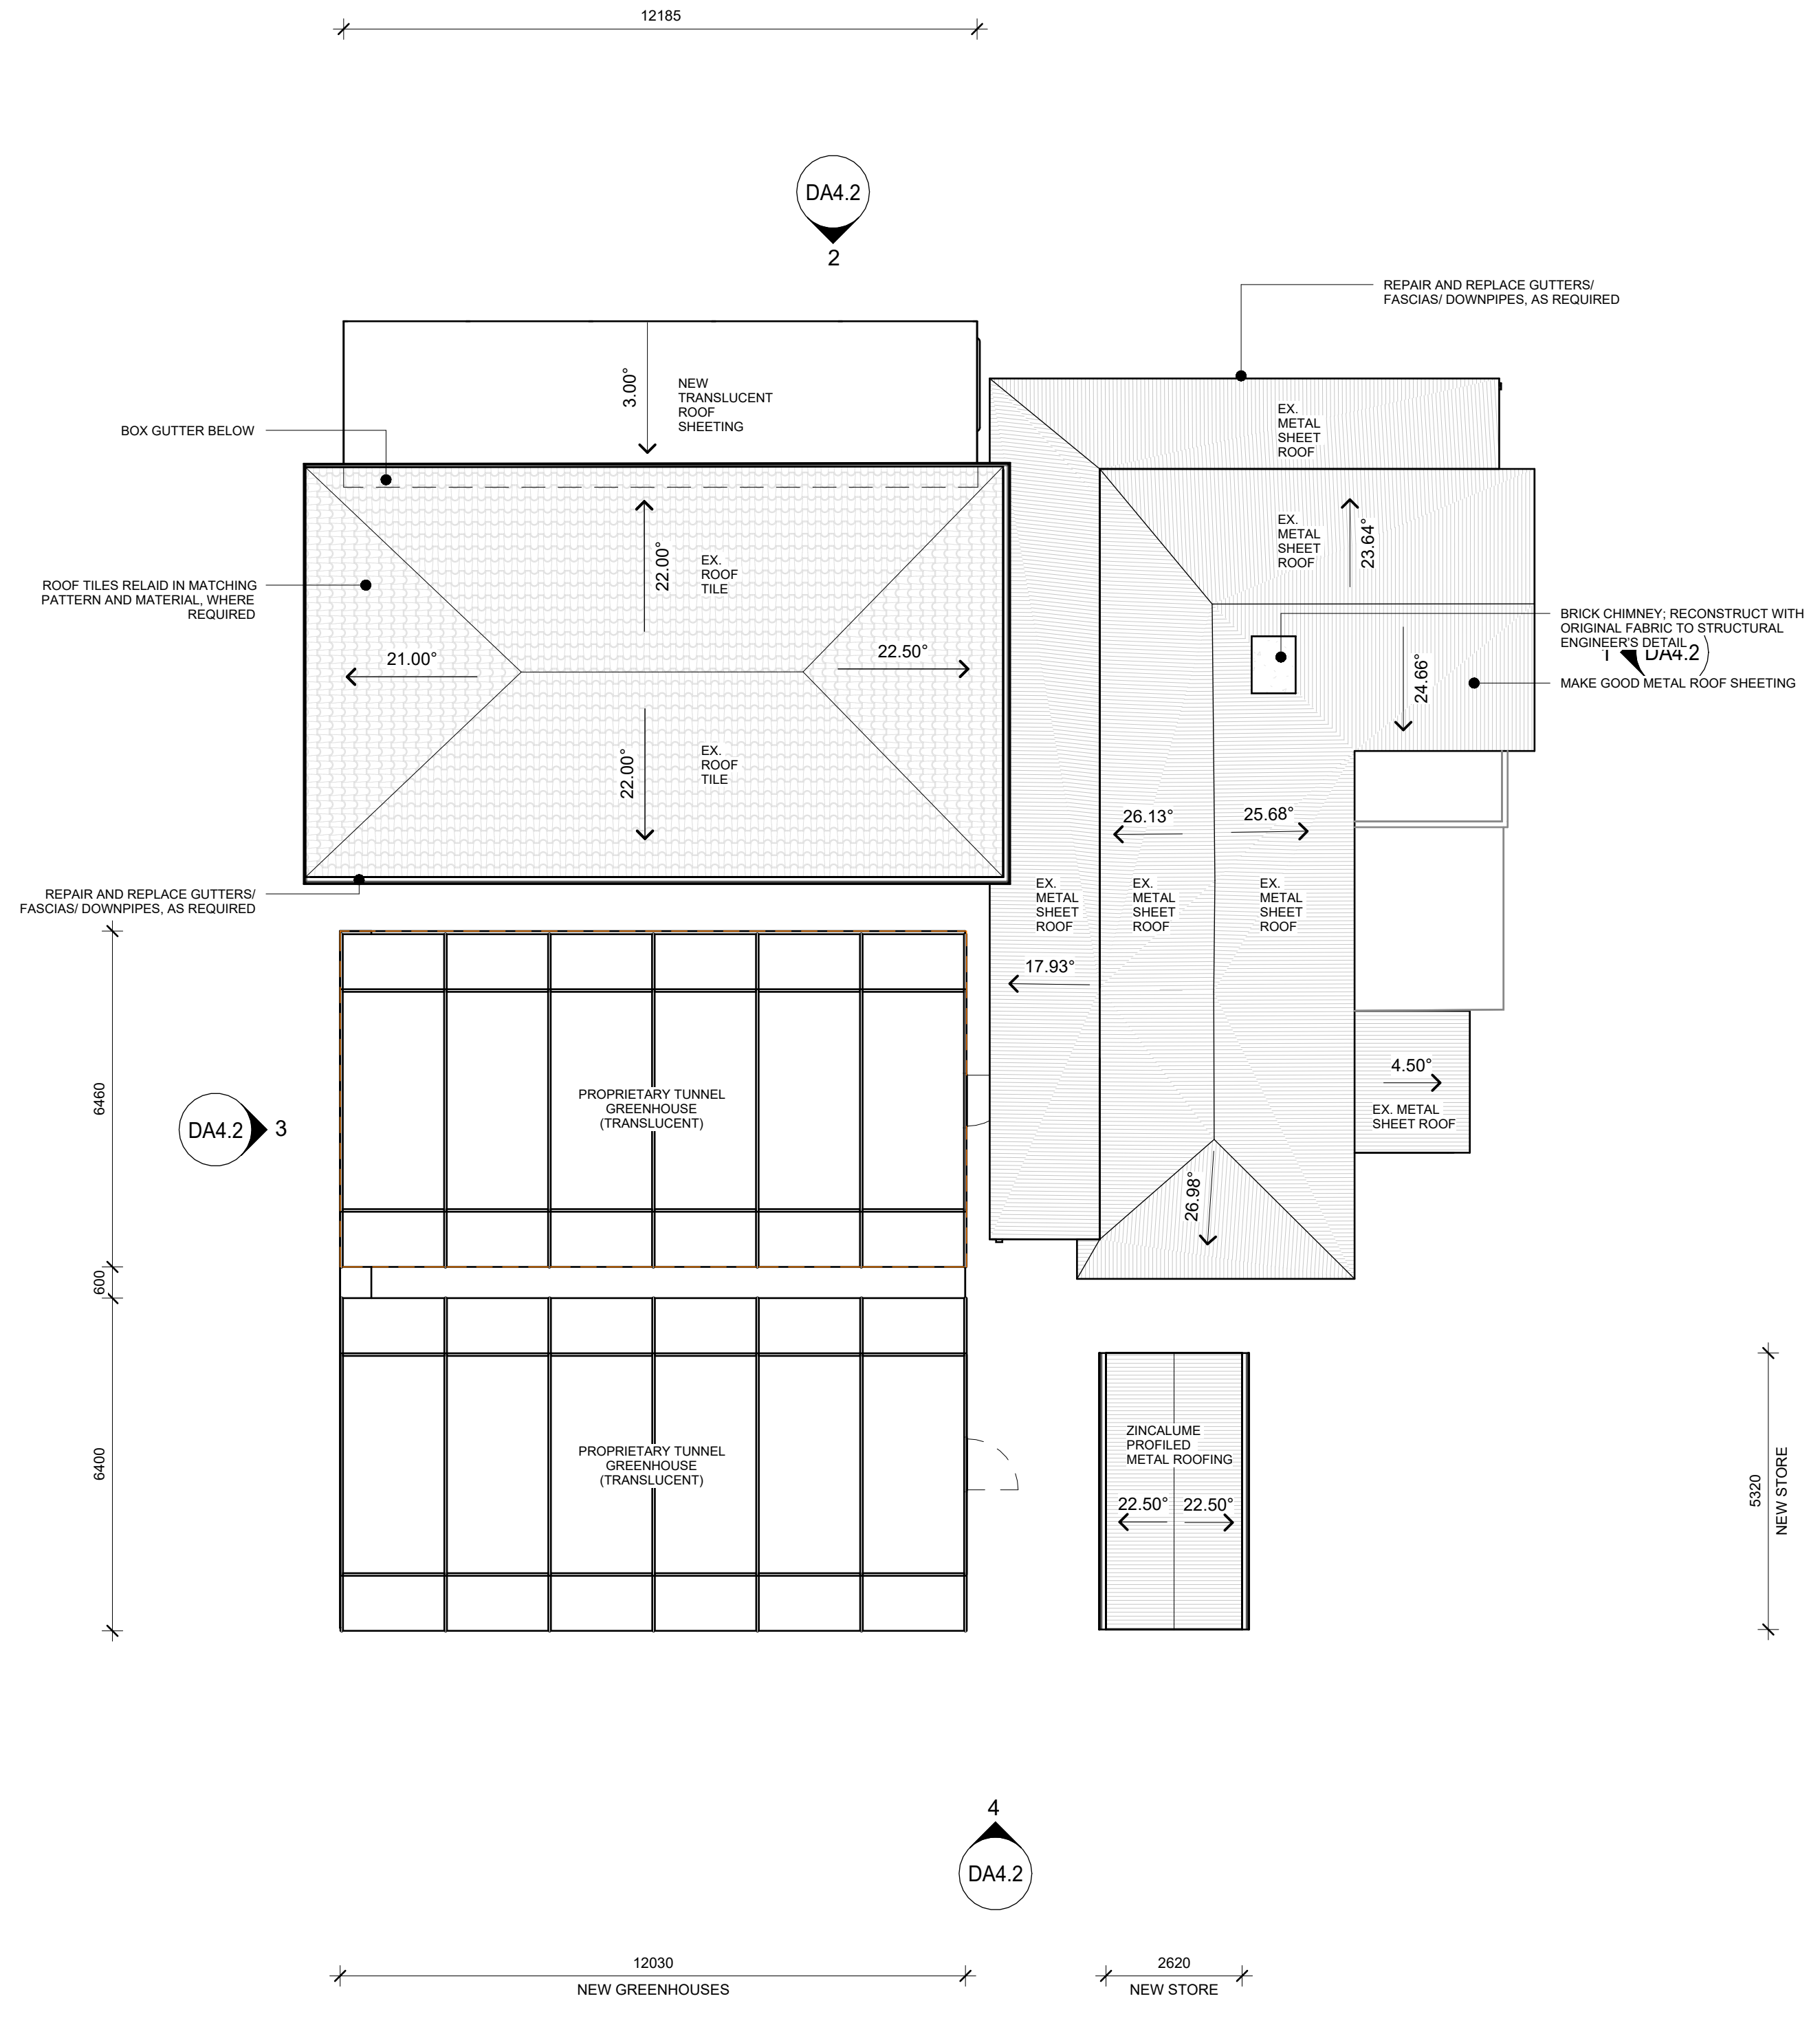 12185
DA4.2
2
REPAIR AND REPLACE GUTTERS/
FASCIAS/ DOWNPIPES, AS REQUIRED
3.00°
NEW
TRANSLUCENT
ROOF
SHEETING
BOX GUTTER BELOW
EX.
METAL
SHEET
ROOF
EX.
METAL
SHEET
ROOF
23.64°
22.00°
EX.
ROOF
TILE
ROOF TILES RELAID IN MATCHING
PATTERN AND MATERIAL, WHERE
REQUIRED
BRICK CHIMNEY; RECONSTRUCT WITH
ORIGINAL FABRIC TO STRUCTURAL
ENGINEER'S DETAIL
DA4.2
21.00°
22.50°
24.66°
MAKE GOOD METAL ROOF SHEETING
22.00°
EX.
ROOF
TILE
26.13°
25.68°
REPAIR AND REPLACE GUTTERS/
FASCIAS/ DOWNPIPES, AS REQUIRED
EX.
METAL
SHEET
ROOF
EX.
METAL
SHEET
ROOF
EX.
METAL
SHEET
ROOF
17.93°
6460
DA4.2
3
PROPRIETARY TUNNEL
GREENHOUSE
(TRANSLUCENT)
4.50°
EX. METAL
SHEET ROOF
26.98°
600
6400
PROPRIETARY TUNNEL
GREENHOUSE
(TRANSLUCENT)
ZINCALUME
PROFILED
METAL ROOFING
22.50°
22.50°
5320
NEW STORE
4
DA4.2
12030
NEW GREENHOUSES
2620
NEW STORE